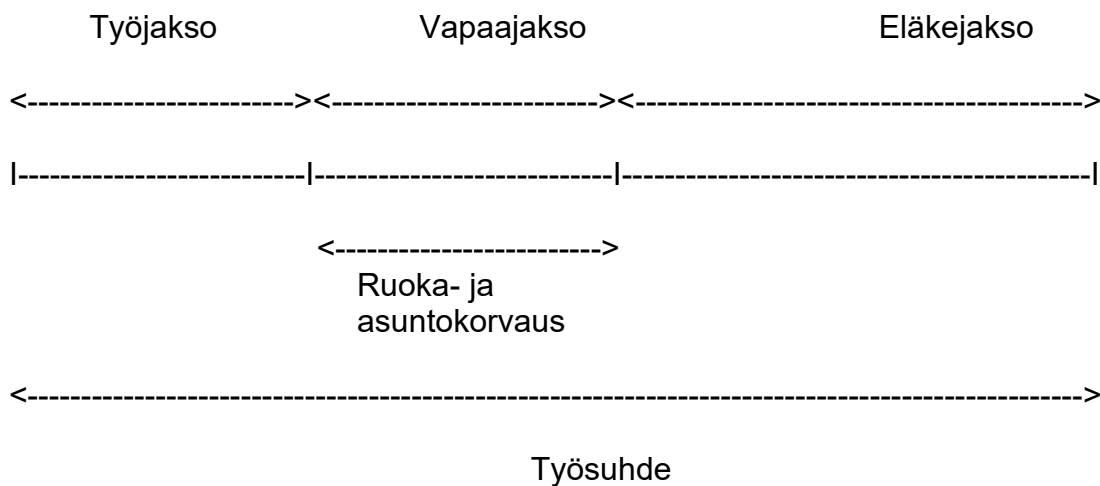 Työjakso Vapaajakso Eläkejakso
<---------------------------><-------------------------><------------------------------------------>
|---------------------------|----------------------------|--------------------------------------------|
<------------------------->
Ruoka- ja
asuntokorvaus
<---------------------------------------------------------------------------------------------------->
Työsuhde